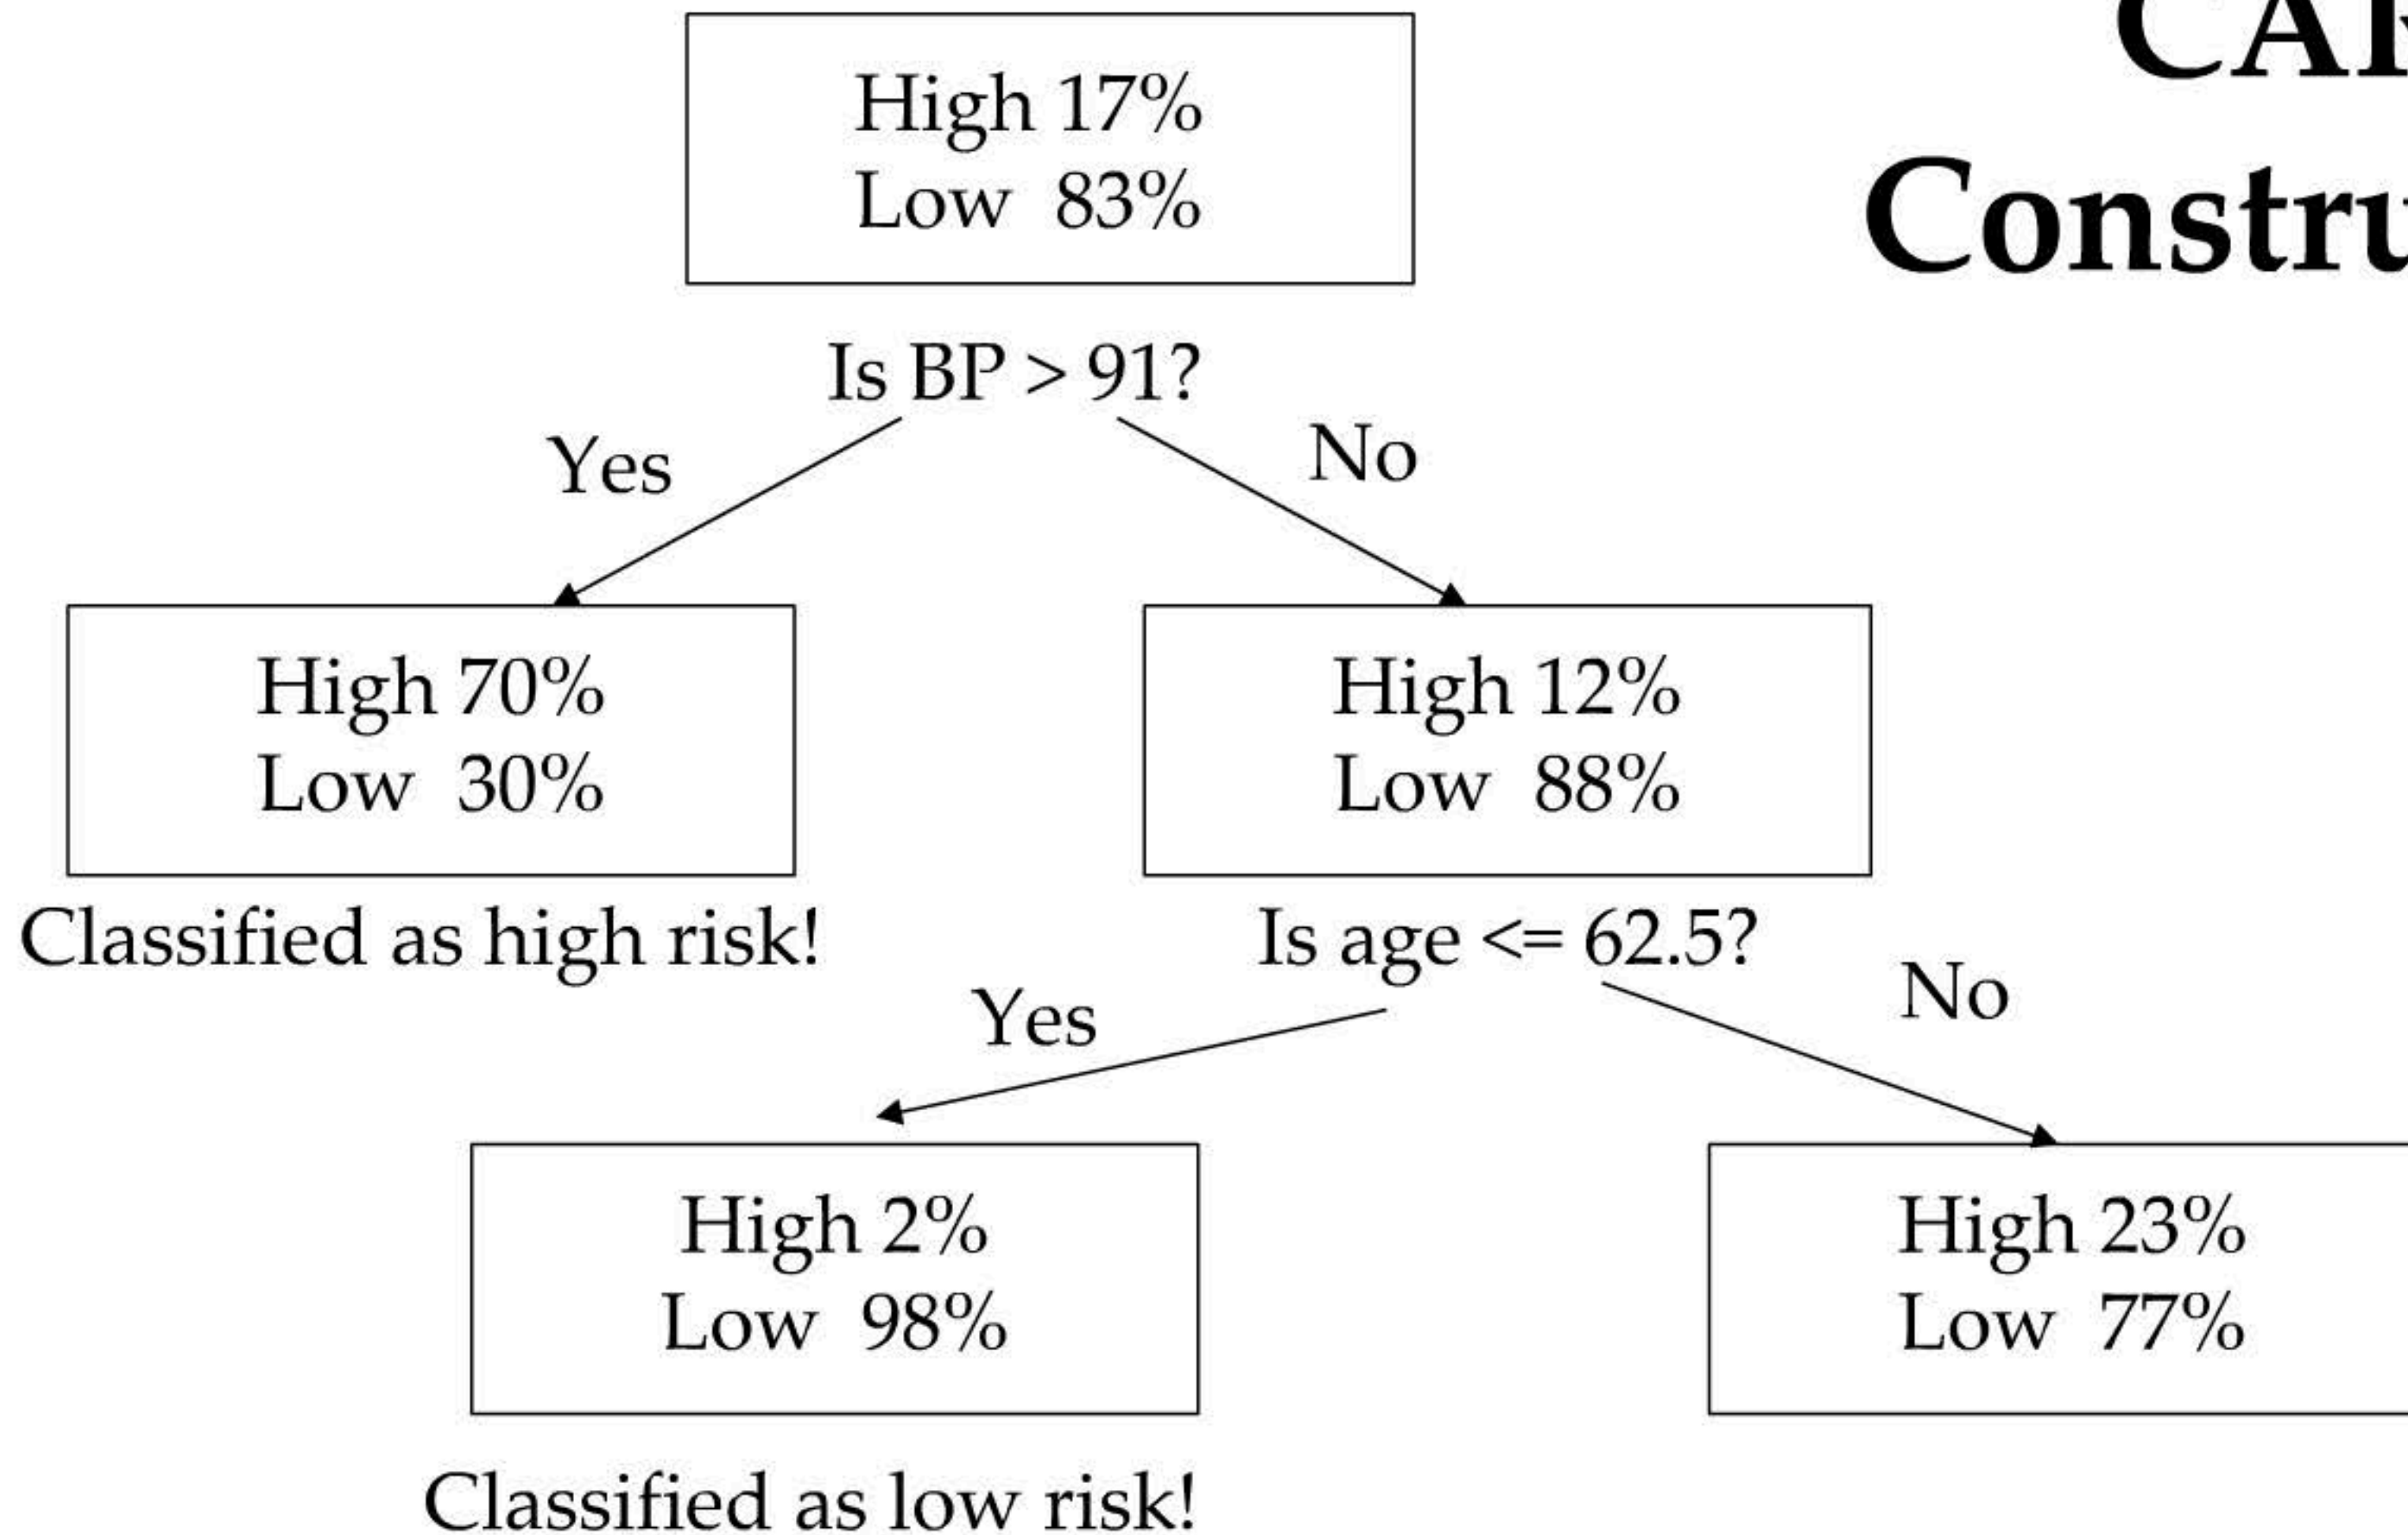 High 17%
Low 83%
Constru
Is BP > 91?
Yes
No
High 70%
Low 30%
High 12%
Low 88%
Classified as high risk!
Is age <= 62.5?
Yes
No
High 2%
Low 98%
High 23%
Low 77%
Classified as low risk!